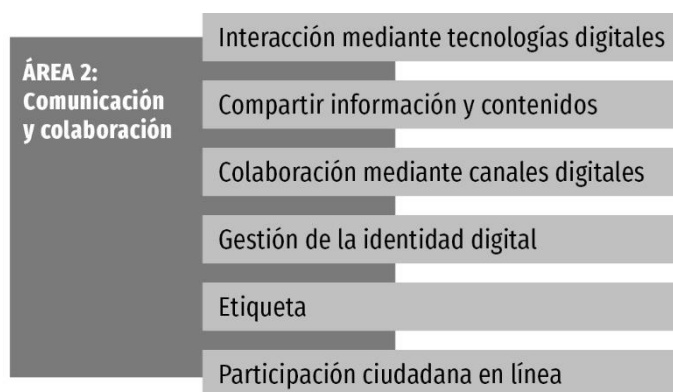 ÁREA 2:
Comunicación
y colaboración
Interacción mediante tecnologías digitales
Compartir información y contenidos
Colaboración mediante canales digitales
Gestión de la identidad digital
Etiqueta
Participación ciudadana en línea